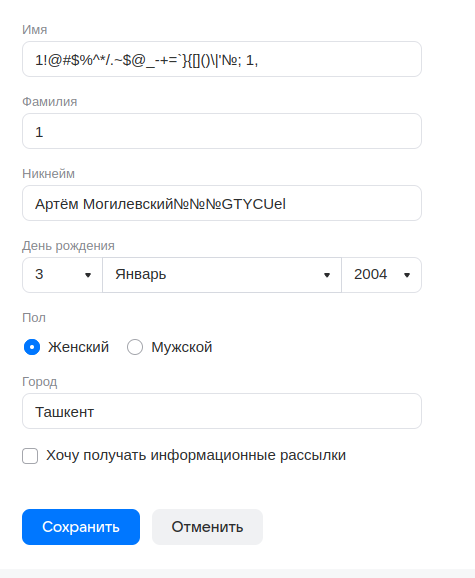 Имя
1!@#$%^*/.~$@_-+=`}{[]()\|'№; 1,
Фамилия
1
Никнейм
Артём Могилевский№№№GTYCUel
День рождения
3 Январь 2004
Пол
Женский Мужской
Город
Ташкент
Хочу получать информационные рассылки
Сохранить Отменить